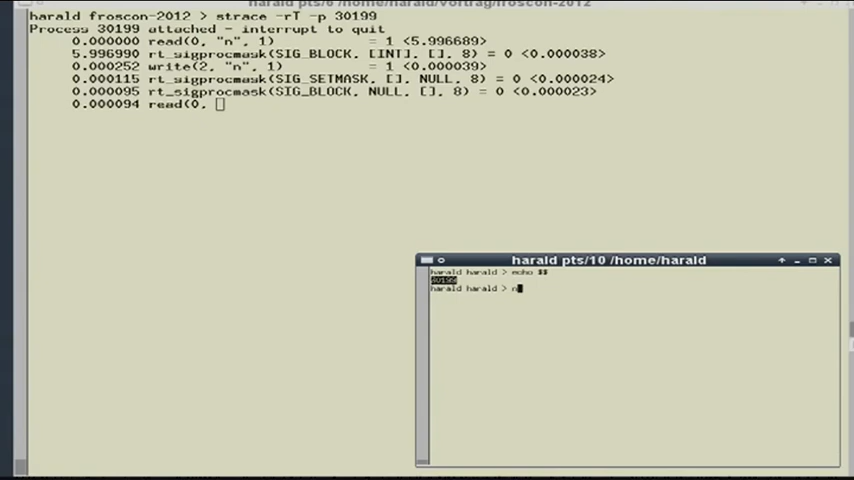 harald pts/6 /home/harald/vortrag/froscon-2012
harald froscon-2012 > strace -rT -p 30199
Process 30199 attached - interrupt to quit
0.000000 read(0, "n", 1) = 1 <5.996689>
5.996990 rt_sigprocmask(SIG_BLOCK, [INT], [], 8) = 0 <0.000038>
0.000252 write(2, "n", 1) = 1 <0.000039>
0.000115 rt_sigprocmask(SIG_SETMASK, [], NULL, 8) = 0 <0.000024>
0.000095 rt_sigprocmask(SIG_BLOCK, NULL, [], 8) = 0 <0.000023>
0.000094 read(0,
harald pts/10 /home/harald
harald harald > echo $$
30199
harald harald > n